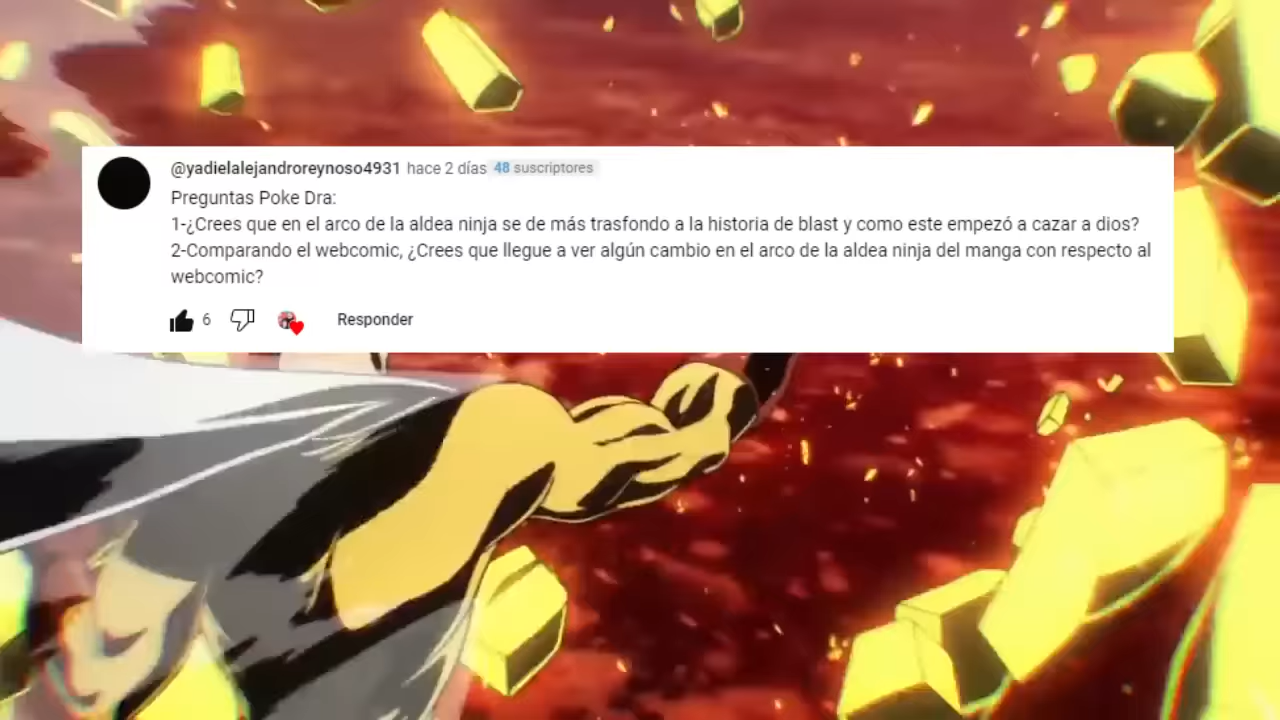 @yadielalejandroreynoso4931 hace 2 días 48 suscriptores
Preguntas Poke Dra:
1-¿Crees que en el arco de la aldea ninja se de más trasfondo a la historia de blast y como este empezó a cazar a dios?
2-Comparando el webcomic, ¿Crees que llegue a ver algún cambio en el arco de la aldea ninja del manga con respecto al
webcomic?
6 Responder